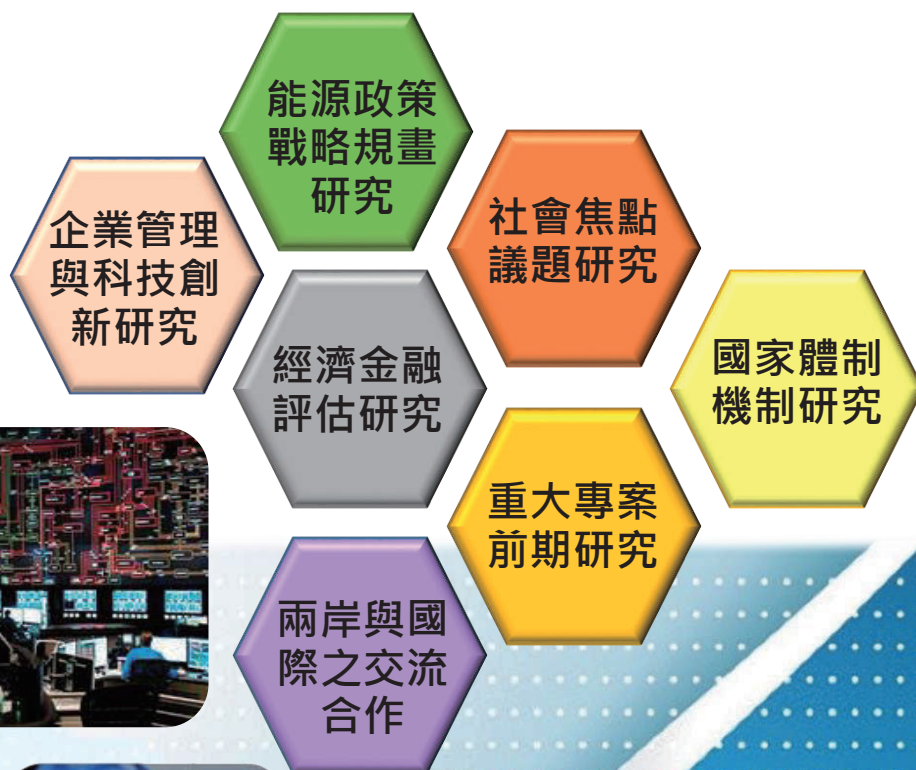 能源政策
戰略規畫
研究
企業管理
與科技創
新研究
社會焦點
議題研究
經濟金融
評估研究
國家體制
機制研究
重大專案
前期研究
兩岸與國
際之交流
合作